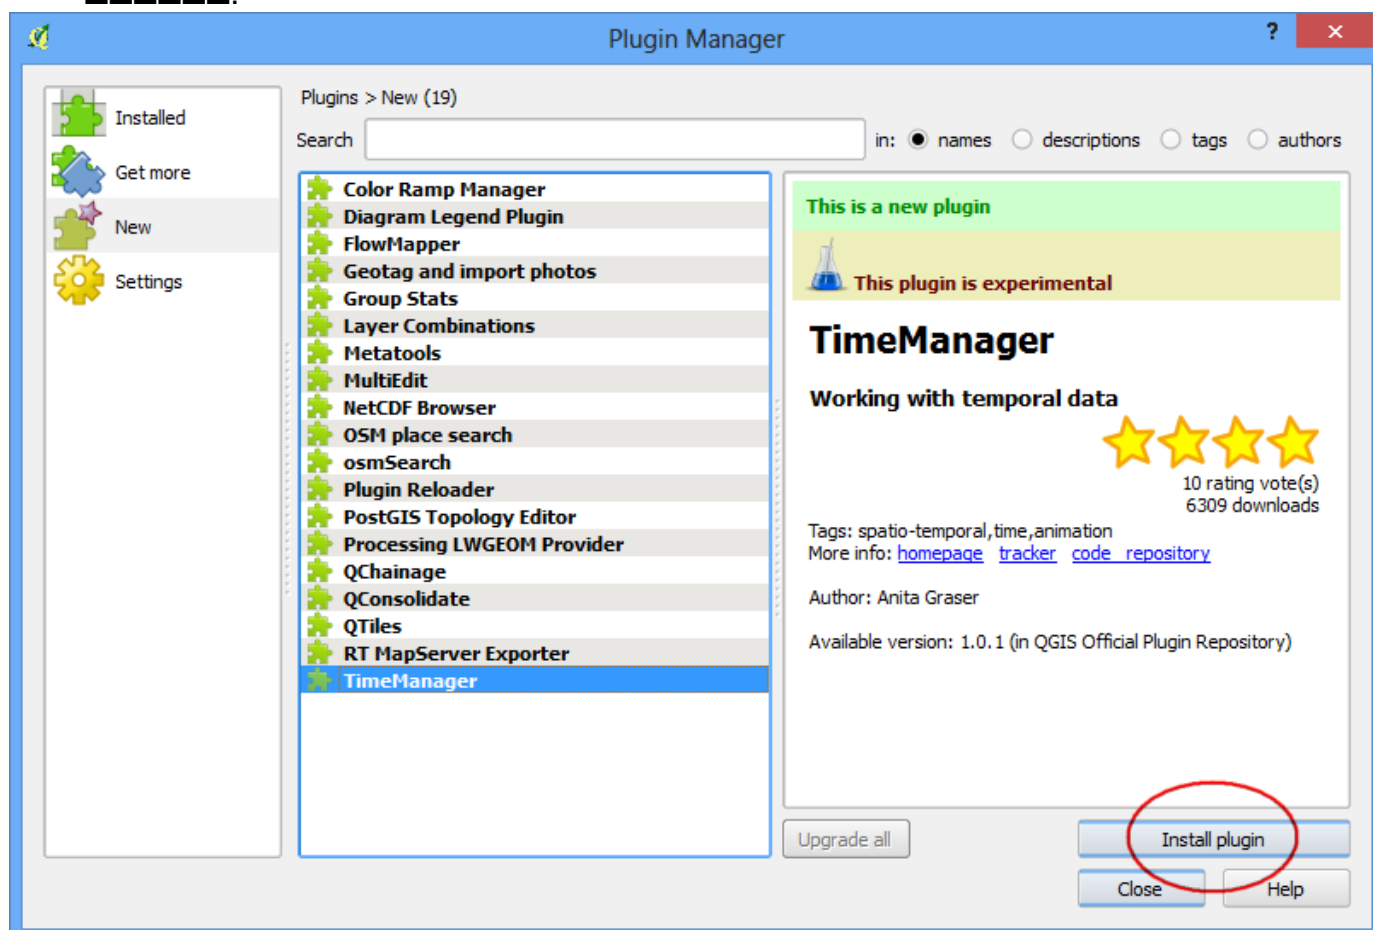 Plugin Manager
?
Installed
Get more
New
Settings
Plugins > New (19)
Search
in: names descriptions tags authors
Color Ramp Manager
Diagram Legend Plugin
FlowMapper
Geotag and import photos
Group Stats
Layer Combinations
Metatools
MultiEdit
NetCDF Browser
OSM place search
osmSearch
Plugin Reloader
PostGIS Topology Editor
Processing LWGEOM Provider
QChainage
QConsolidate
QTiles
RT MapServer Exporter
TimeManager
This is a new plugin
This plugin is experimental
TimeManager
Working with temporal data
10 rating vote(s)
6309 downloads
Tags: spatio-temporal,time,animation
More info: homepage tracker code_repository
Author: Anita Graser
Available version: 1.0.1 (in QGIS Official Plugin Repository)
Upgrade all
Install plugin
Close
Help